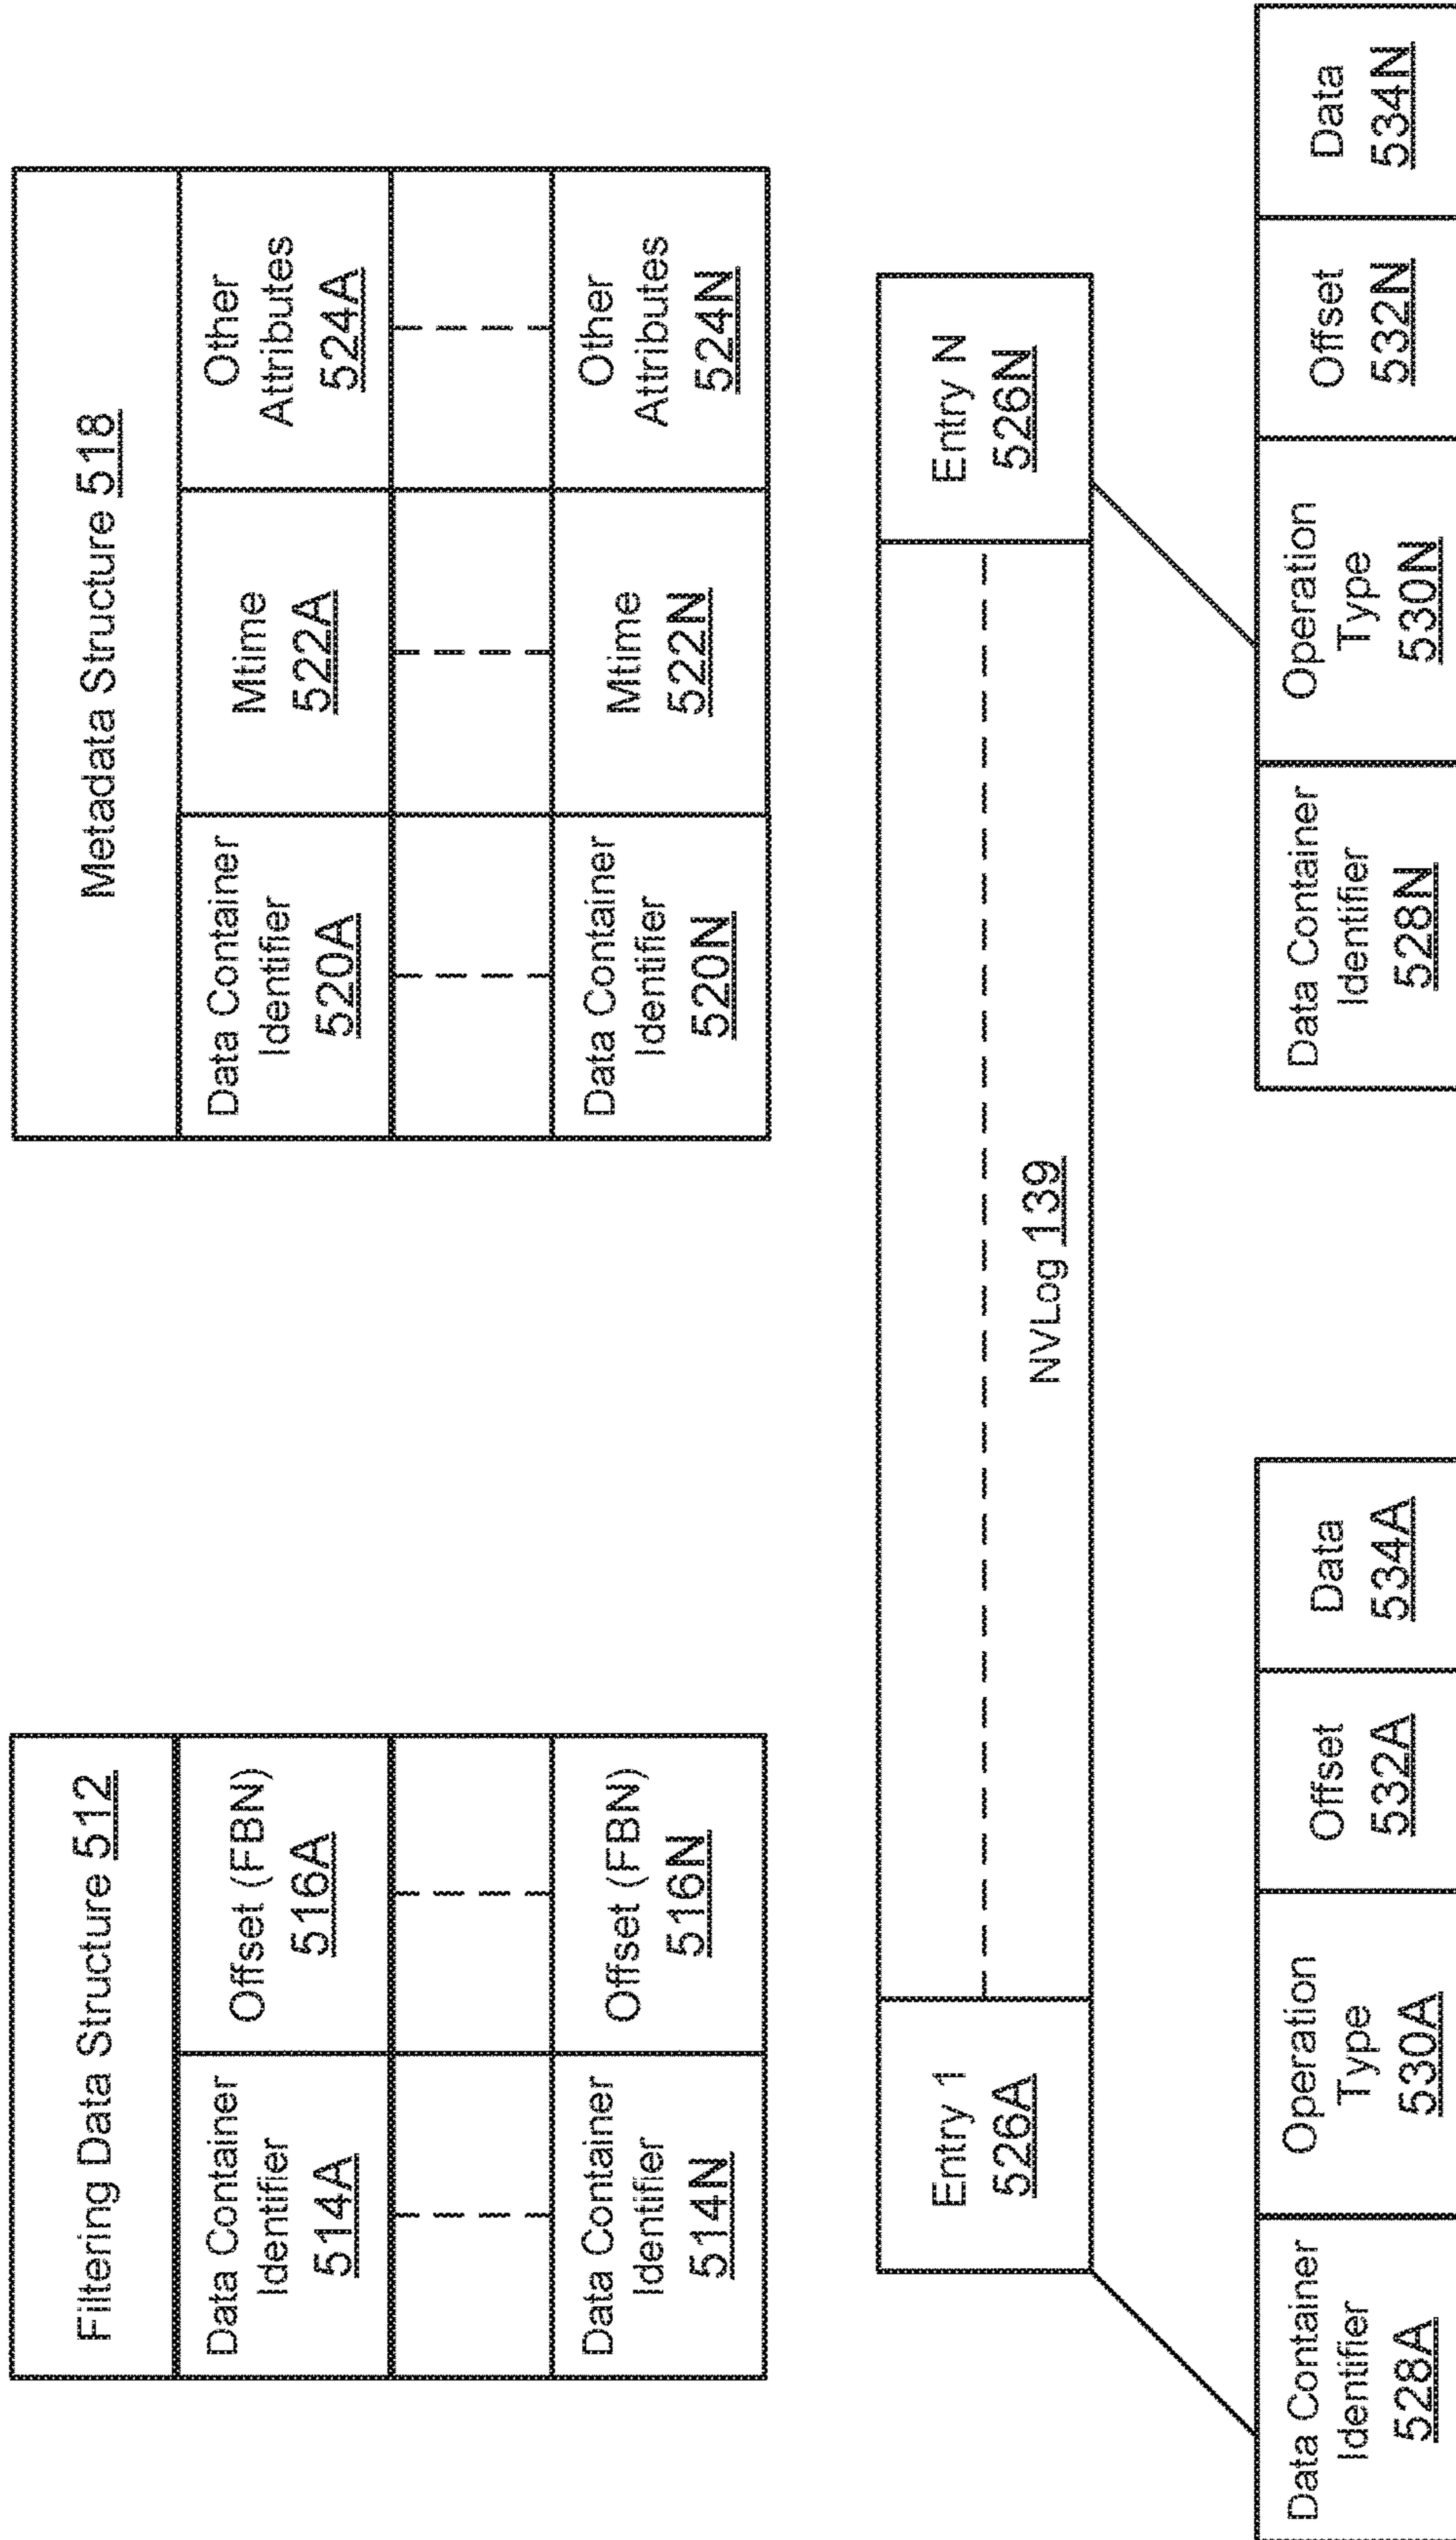 Filtering Data Structure 512
Data Container
Identifier
514A
Offset (FBN)
516A
Data Container
Identifier
514N
Offset (FBN)
516N
Metadata Structure 518
Data Container
Identifier
520A
Mtime
522A
Other
Attributes
524A
Data Container
Identifier
520N
Mtime
522N
Other
Attributes
524N
Entry 1
526A
NVLog 139
Entry N
526N
Data Container
Identifier
528A
Operation
Type
530A
Offset
532A
Data
534A
Data Container
Identifier
528N
Operation
Type
530N
Offset
532N
Data
534N